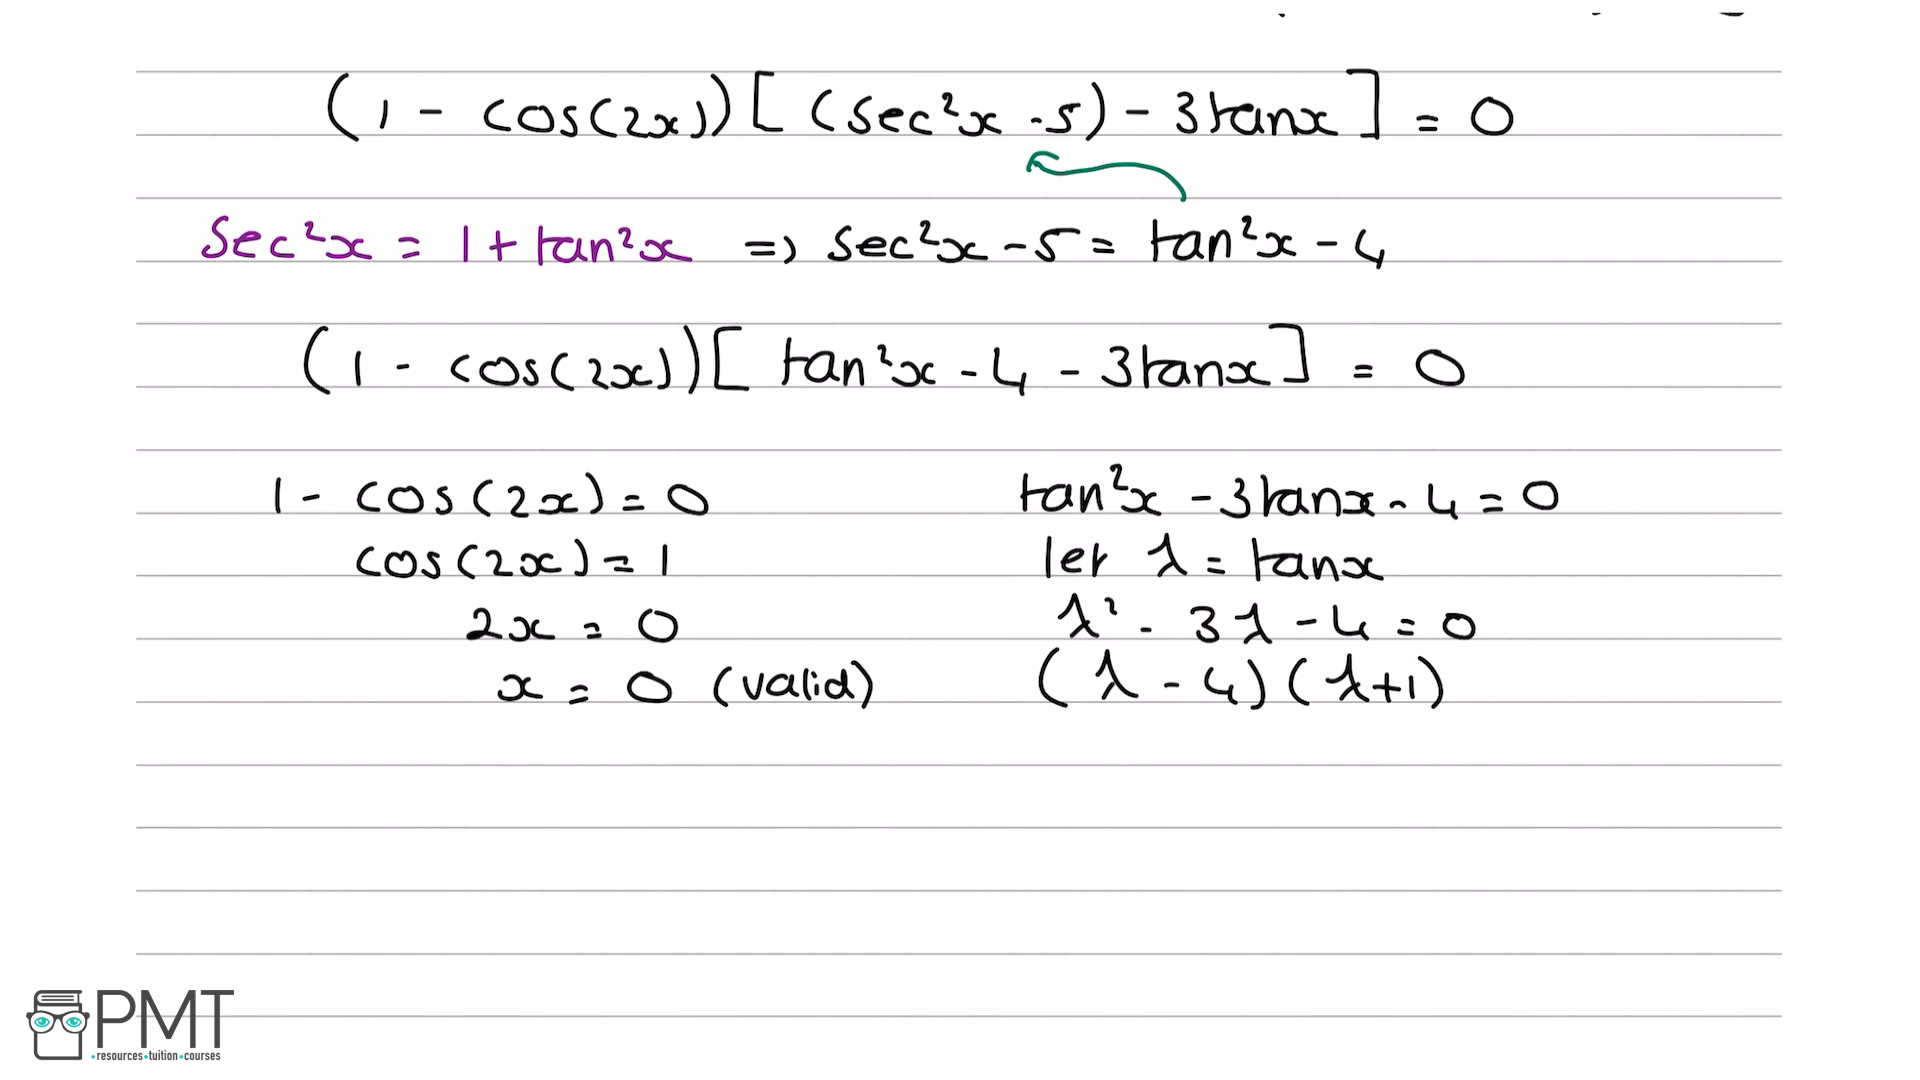 (1 - cos(2x))[(sec²x - 5) - 3tanx] = 0
sec²x = 1 + tan²x => sec²x - 5 = tan²x - 4
(1 - cos(2x))[tan²x - 4 - 3tanx] = 0
1 - cos(2x) = 0
cos(2x) = 1
2x = 0
x = 0 (valid)
tan²x - 3tanx - 4 = 0
let λ = tanx
λ² - 3λ - 4 = 0
(λ - 4)(λ+1)
PMT
•resources•tuition•courses